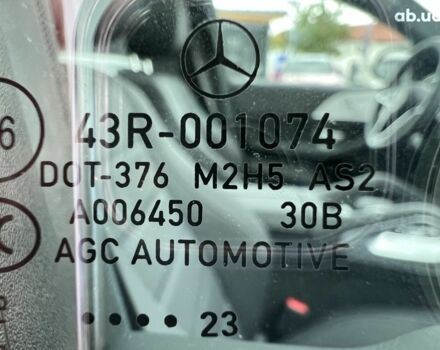 ab.ua
6
43R-001074
DOT-376 M2H5 AS2
A006450 30B
AGC AUTOMOTIVE
•••• 23